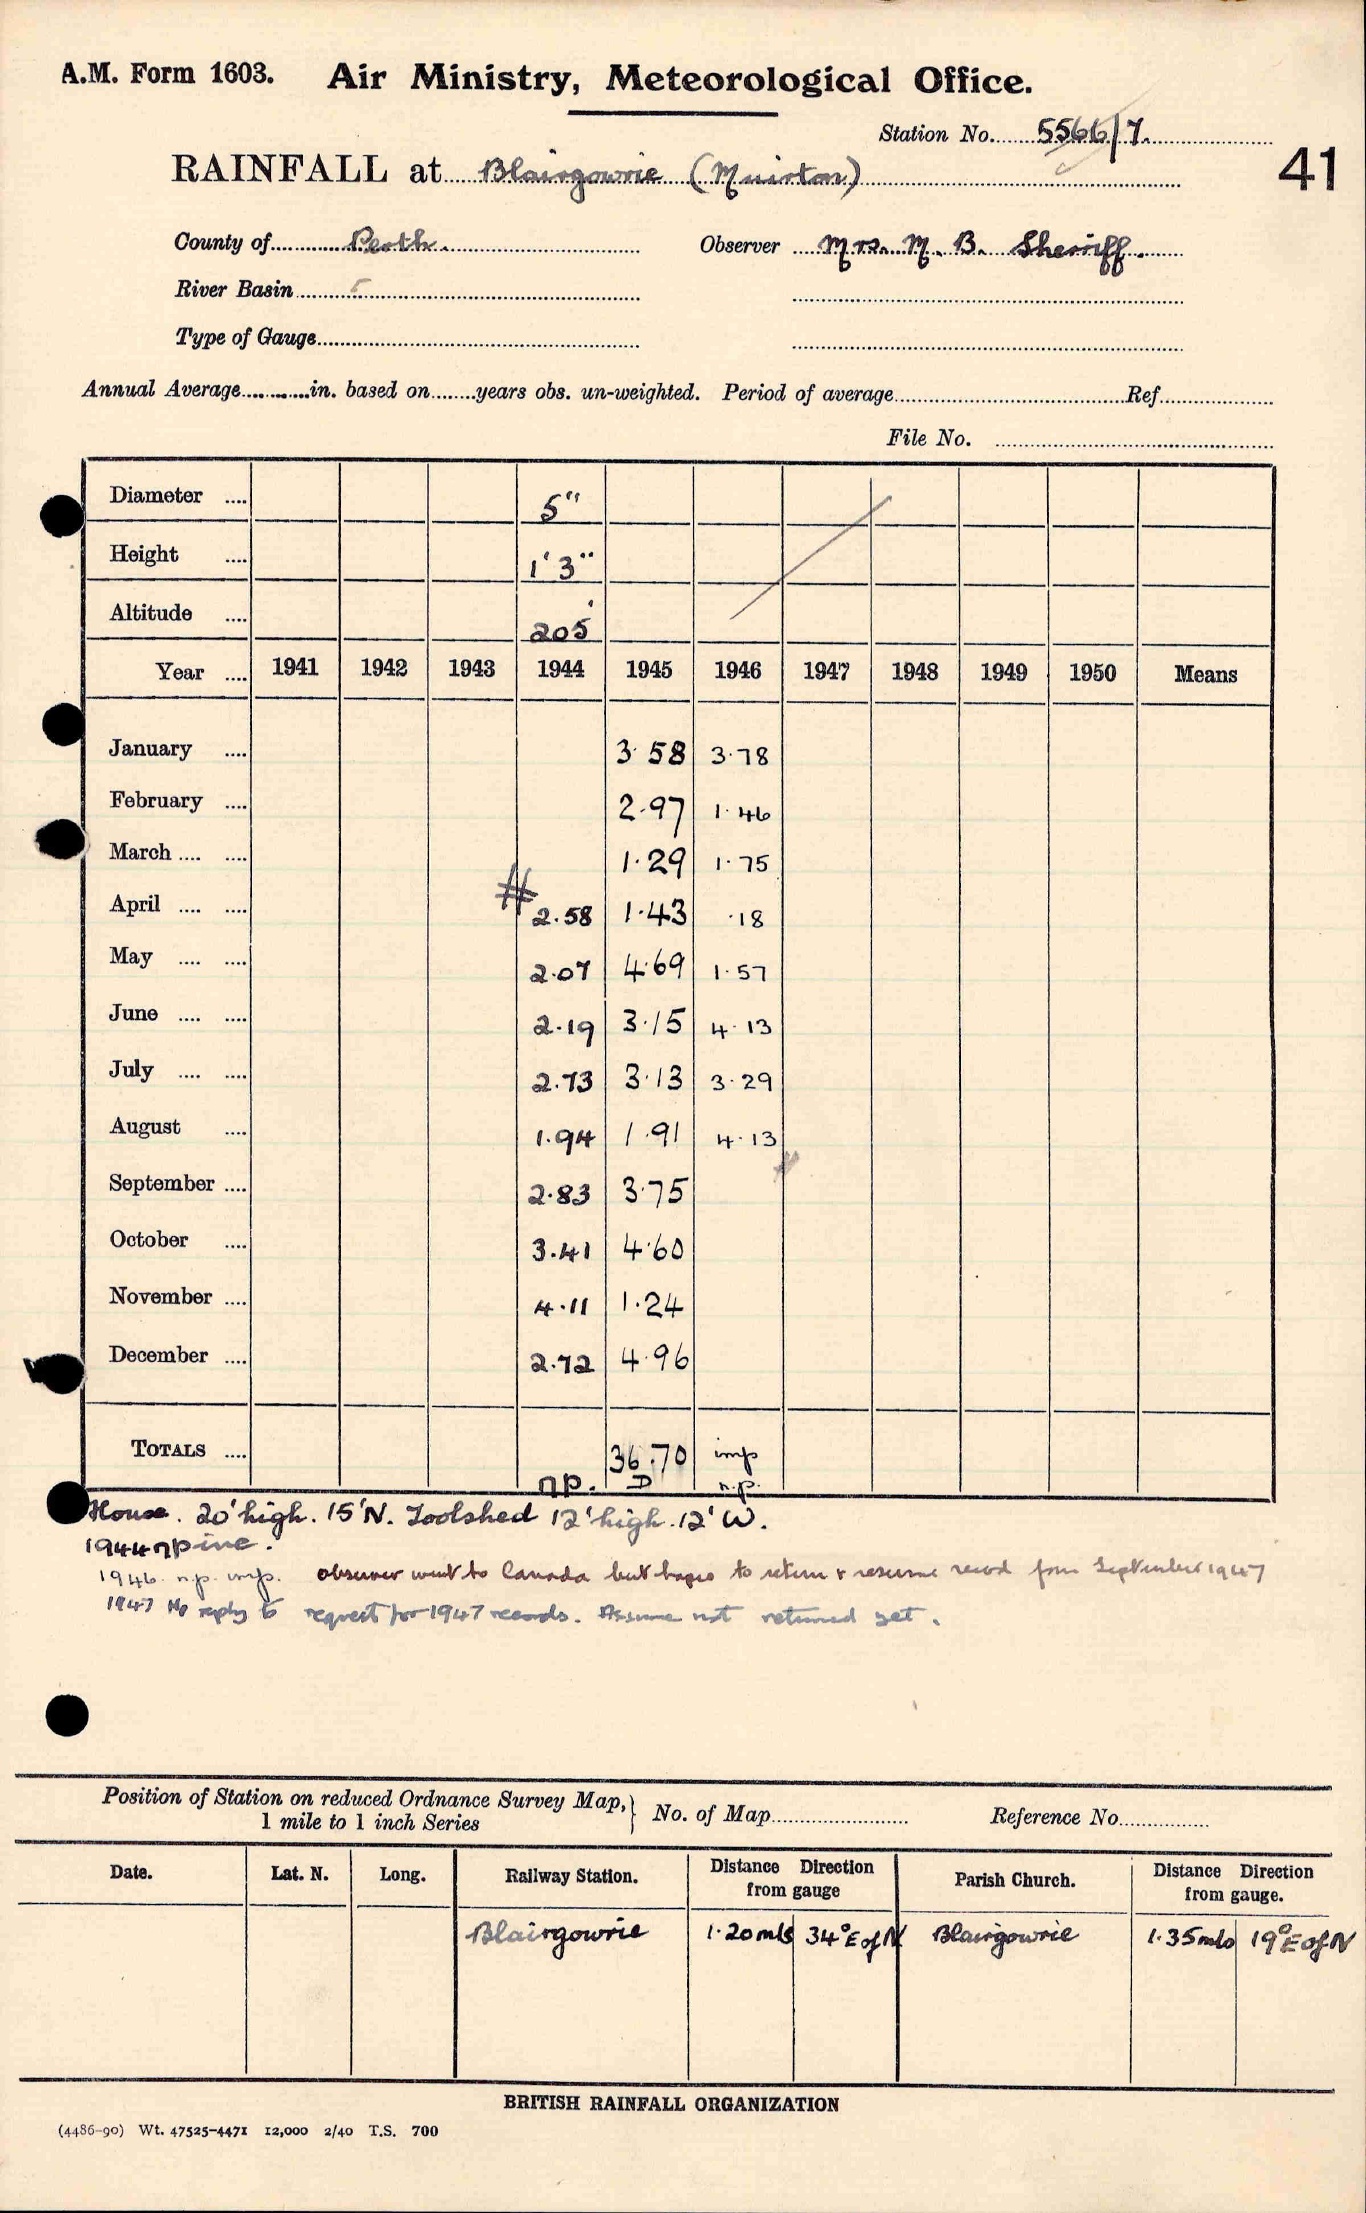 A.M. Form 1603. Air Ministry, Meteorological Office.
Station No. 5566/7.
41
RAINFALL at Blairgowrie (Muirton)
County of Perth. Observer Mrs. M. B. Sherriff.
River Basin
Type of Gauge
Annual Average in. based on years obs. un-weighted. Period of average Ref
File No.
Diameter .... 5"
Height .... 1' 3"
Altitude .... 205'
Year .... 1941 1942 1943 1944 1945 1946 1947 1948 1949 1950 Means
January .... 3.58 3.78
February .... 2.97 1.46
March .... .... 1.29 1.75
April .... .... # 2.58 1.43 .18
May .... .... 2.07 4.69 1.57
June .... .... 2.19 3.15 4.13
July .... .... 2.73 3.13 3.29
August .... 1.94 1.91 4.13
September .... 2.83 3.75
October .... 3.41 4.60
November .... 4.11 1.24
December .... 2.72 4.96
TOTALS .... 36.70 imp
n.p. D n.p.
House. 20' high. 15' N. Toolshed 12' high. 12' W.
1944 np inc.
1946 n.p. imp. observer went to Canada but hopes to return & resume record from September 1947
1947 No reply to request for 1947 records. Assume not returned yet.
Position of Station on reduced Ordnance Survey Map, 1 mile to 1 inch Series } No. of Map Reference No.
Date. Lat. N. Long. Railway Station. Distance Direction from gauge Parish Church. Distance Direction from gauge.
Blairgowrie 1.20 mls 34° E of N Blairgowrie 1.35 mls 19° E of N
BRITISH RAINFALL ORGANIZATION
(4486-90) Wt. 47525-4471 12,000 2/40 T.S. 700